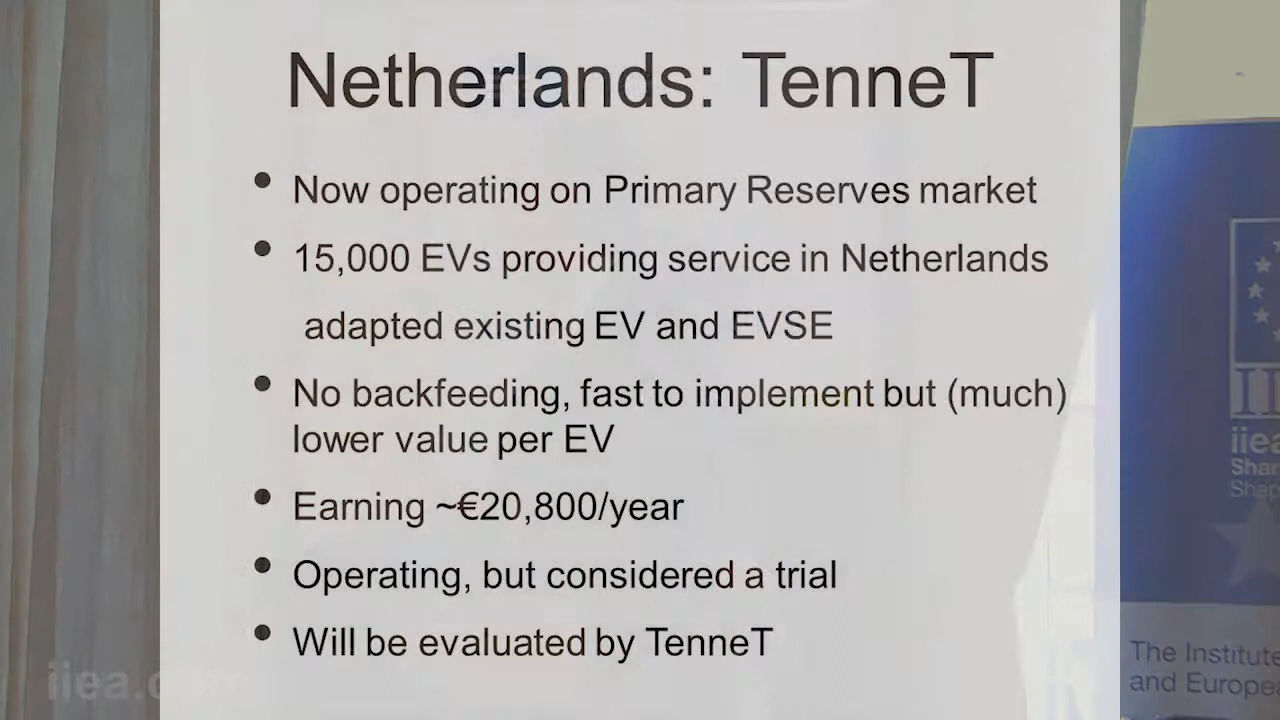 Netherlands: TenneT
• Now operating on Primary Reserves market
• 15,000 EVs providing service in Netherlands
adapted existing EV and EVSE
• No backfeeding, fast to implement but (much)
lower value per EV
• Earning ~€20,800/year
• Operating, but considered a trial
• Will be evaluated by TenneT
iiea.com
iiea
The Institute